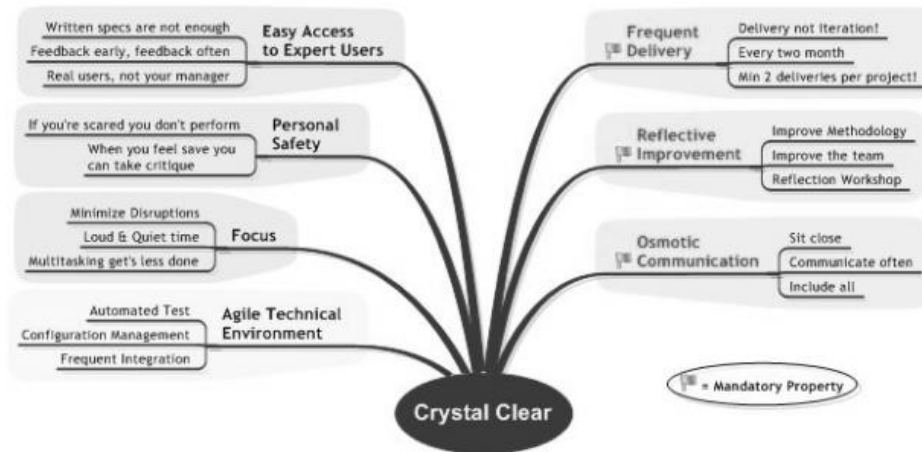 Written specs are not enough
Feedback early, feedback often
Real users, not your manager
Easy Access
to Expert Users
If you're scared you don't perform
When you feel save you
can take critique
Personal
Safety
Minimize Disruptions
Loud & Quiet time
Multitasking get's less done
Focus
Automated Test
Configuration Management
Frequent Integration
Agile Technical
Environment
Frequent
Delivery
Delivery not iteration!
Every two month
Min 2 deliveries per project!
Reflective
Improvement
Improve Methodology
Improve the team
Reflection Workshop
Osmotic
Communication
Sit close
Communicate often
Include all
= Mandatory Property
Crystal Clear